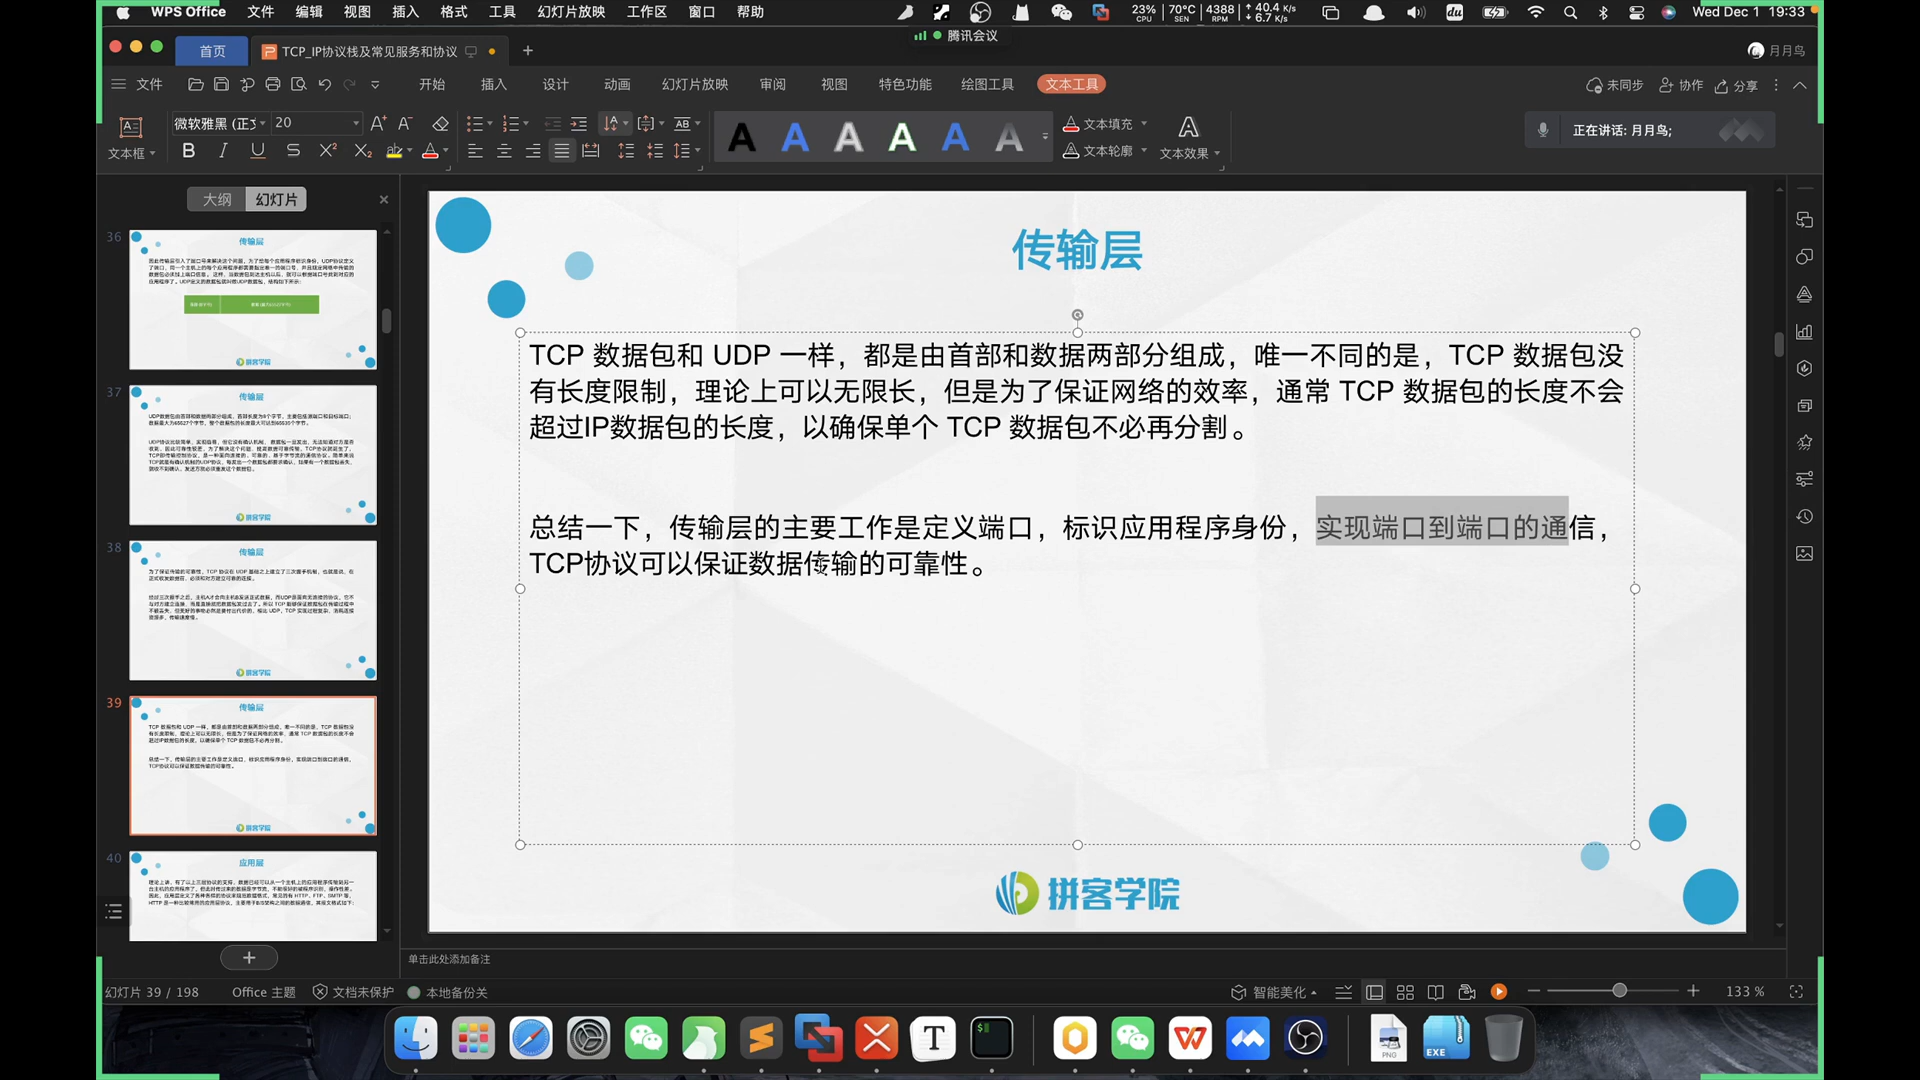 WPS Office 文件 编辑 视图 插入 格式 工具 幻灯片放映 工作区 窗口 帮助
23% CPU 70°C SEN 4388 RPM 40.4 K/s 6.7 K/s
Wed Dec 1 19:33
腾讯会议
首页 TCP_IP协议栈及常见服务和协议
月月鸟
文件 开始 插入 设计 动画 幻灯片放映 审阅 视图 特色功能 绘图工具 文本工具 未同步 协作 分享
微软雅黑 (正文 20
文本框
文本填充
文本轮廓 文本效果
正在讲话: 月月鸟;
大纲 幻灯片
36
传输层
37
传输层
38
传输层
39
传输层
40
应用层
传输层
TCP 数据包和 UDP 一样，都是由首部和数据两部分组成，唯一不同的是，TCP 数据包没
有长度限制，理论上可以无限长，但是为了保证网络的效率，通常 TCP 数据包的长度不会
超过IP数据包的长度，以确保单个 TCP 数据包不必再分割。
总结一下，传输层的主要工作是定义端口，标识应用程序身份，实现端口到端口的通信，
TCP协议可以保证数据传输的可靠性。
拼客学院
单击此处添加备注
幻灯片 39 / 198 Office 主题 文档未保护 本地备份关 智能美化 133 %
PNG
EXE